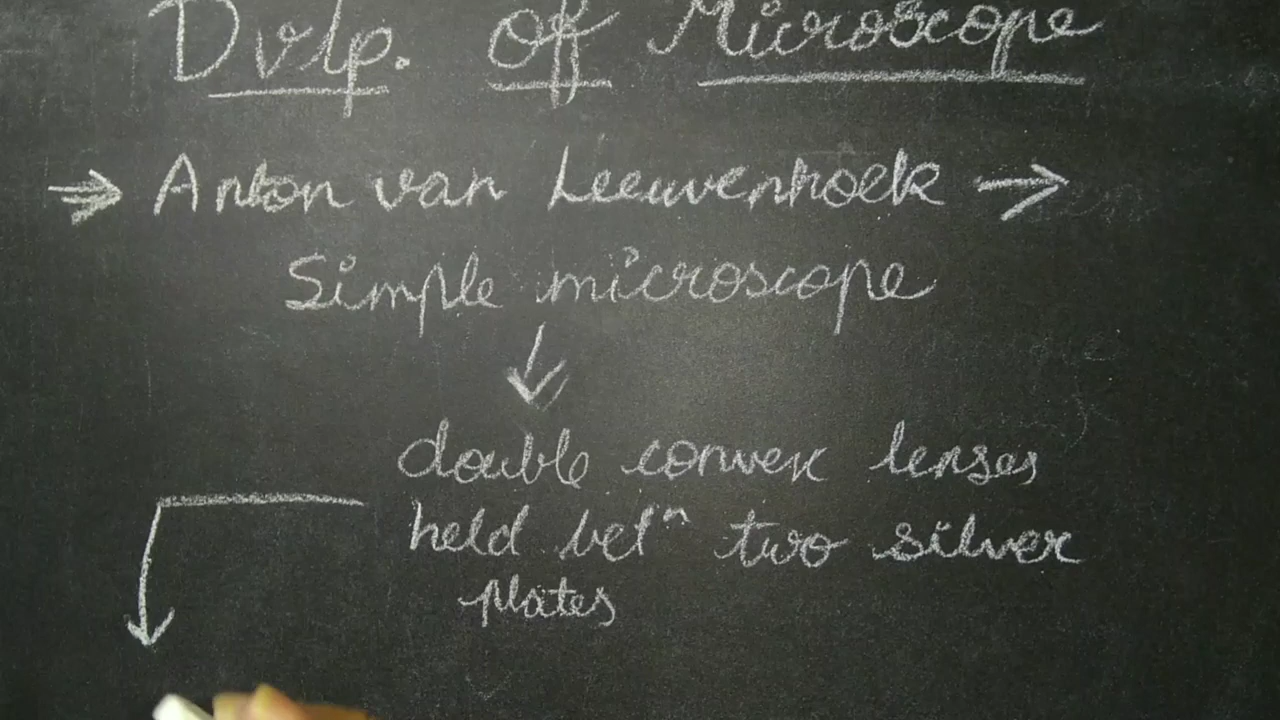 Dvlp. of Microscope
⇒ Anton van Leeuwenhoek →
Simple microscope
↓
double convex lenses
held betⁿ two silver
plates